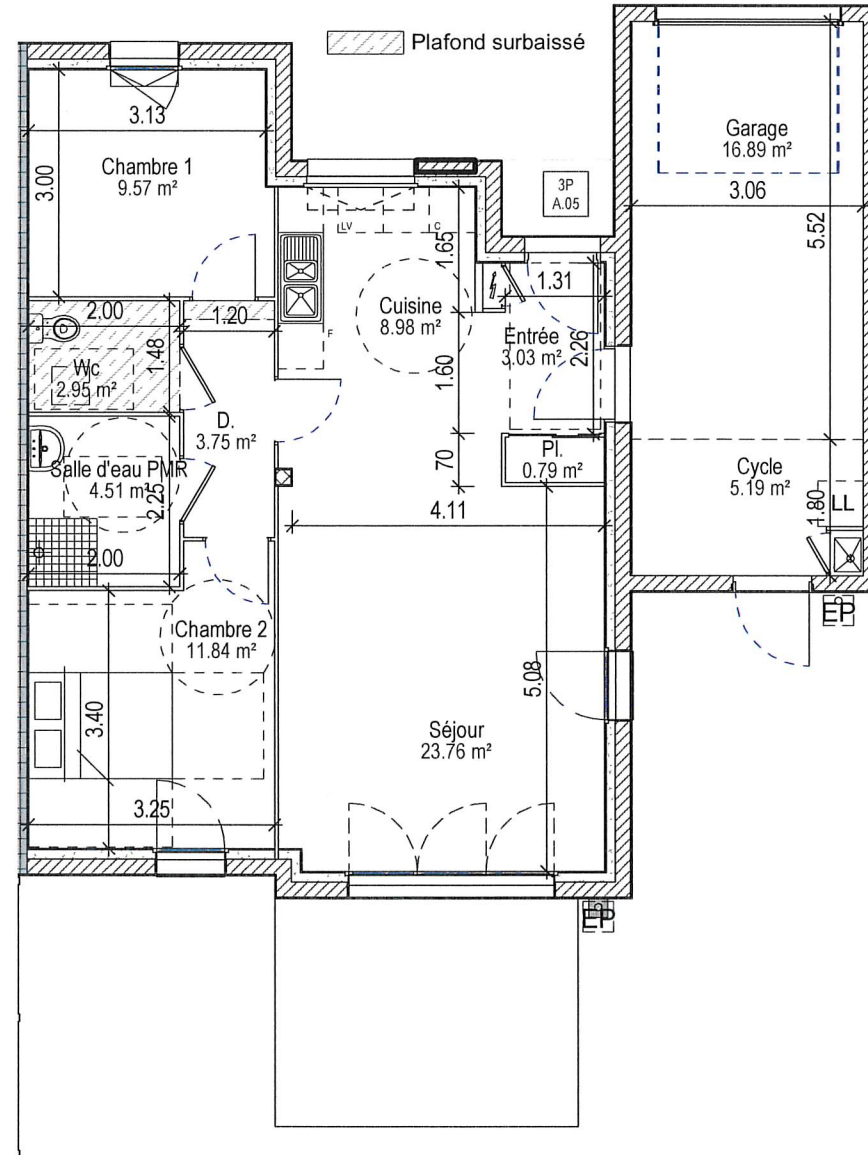 Plafond surbaissé
3.13
Chambre 1
9.57 m²
3.00
3P
A.05
Garage
16.89 m²
3.06
5.52
LV
C
1.65
1.31
2.00
1.20
Cuisine
8.98 m²
Entrée
3.03 m²
2.26
Wc
2.95 m²
1.48
F
1.60
D.
3.75 m²
Pl.
0.79 m²
70
Salle d'eau PMR
4.51 m²
2.25
Cycle
5.19 m²
1.80
LL
4.11
2.00
EP
Chambre 2
11.84 m²
3.40
5.08
Séjour
23.76 m²
3.25
EP